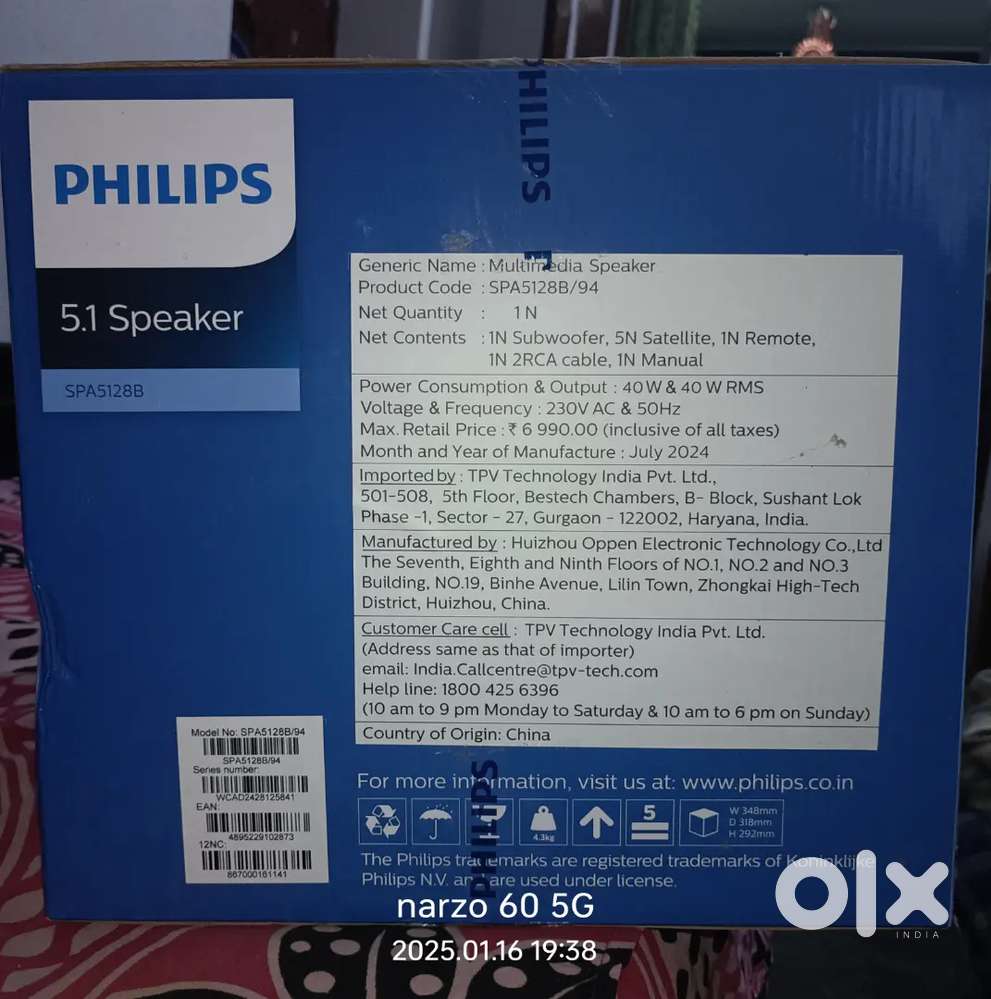 PHILIPS
5.1 Speaker
SPA5128B
PHILIPS
Generic Name : Multimedia Speaker
Product Code : SPA5128B/94
Net Quantity : 1 N
Net Contents : 1N Subwoofer, 5N Satellite, 1N Remote,
1N 2RCA cable, 1N Manual
Power Consumption & Output : 40 W & 40 W RMS
Voltage & Frequency : 230V AC & 50Hz
Max. Retail Price : ₹ 6 990.00 (inclusive of all taxes)
Month and Year of Manufacture : July 2024
Imported by : TPV Technology India Pvt. Ltd.,
501-508, 5th Floor, Bestech Chambers, B- Block, Sushant Lok
Phase -1, Sector - 27, Gurgaon - 122002, Haryana, India.
Manufactured by : Huizhou Oppen Electronic Technology Co.,Ltd
The Seventh, Eighth and Ninth Floors of NO.1, NO.2 and NO.3
Building, NO.19, Binhe Avenue, Lilin Town, Zhongkai High-Tech
District, Huizhou, China.
Customer Care cell : TPV Technology India Pvt. Ltd.
(Address same as that of importer)
email: India.Callcentre@tpv-tech.com
Help line: 1800 425 6396
(10 am to 9 pm Monday to Saturday & 10 am to 6 pm on Sunday)
Country of Origin: China
Model No: SPA5128B/94
SPA5128B/94
Series number:
WCAD2428125841
EAN:
4895229102873
12NC:
867000161141
For more information, visit us at: www.philips.co.in
4.3kg
5
W 348mm
D 318mm
H 292mm
PHILIPS
The Philips trademarks are registered trademarks of Koninklijke
Philips N.V. and are used under license.
narzo 60 5G
2025.01.16 19:38
olx
INDIA